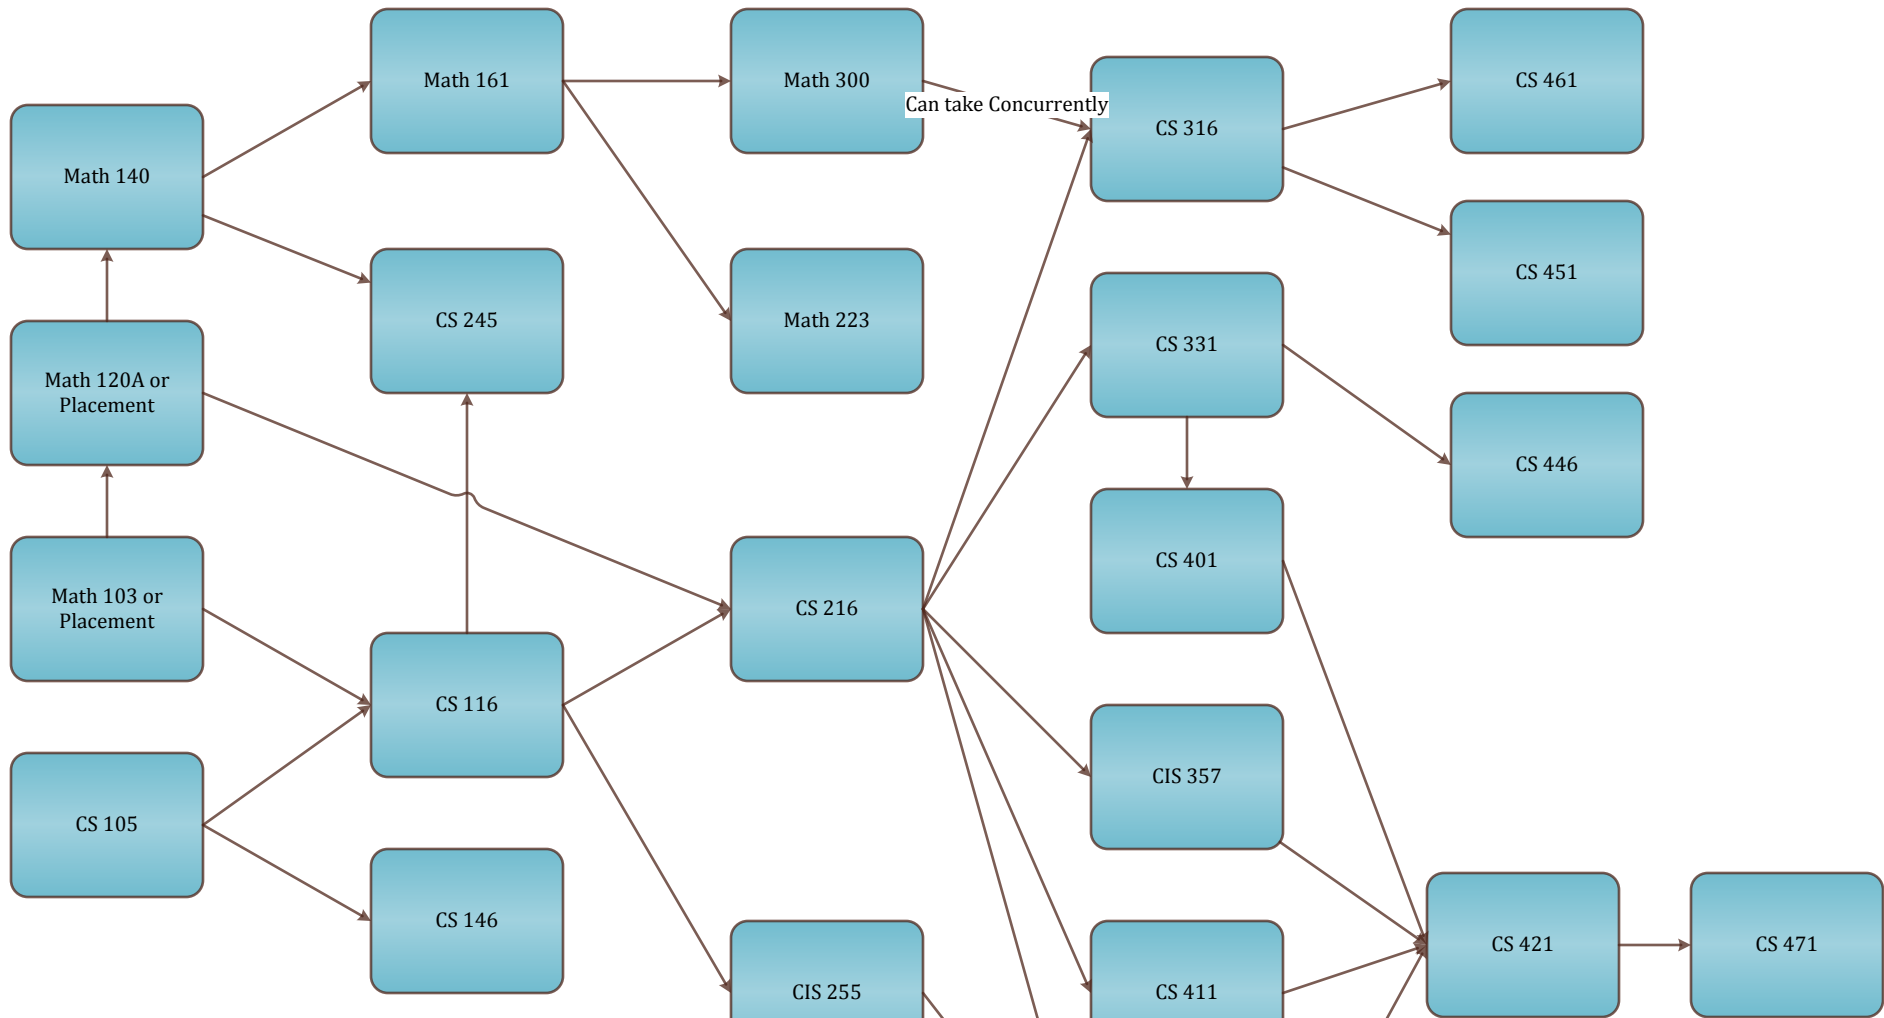 Math 161
Math 300
CS 461
Can take Concurrently
CS 316
Math 140
CS 451
CS 245
Math 223
CS 331
Math 120A or
Placement
CS 446
CS 401
Math 103 or
Placement
CS 216
CS 116
CIS 357
CS 105
CS 146
CS 421
CS 471
CIS 255
CS 411